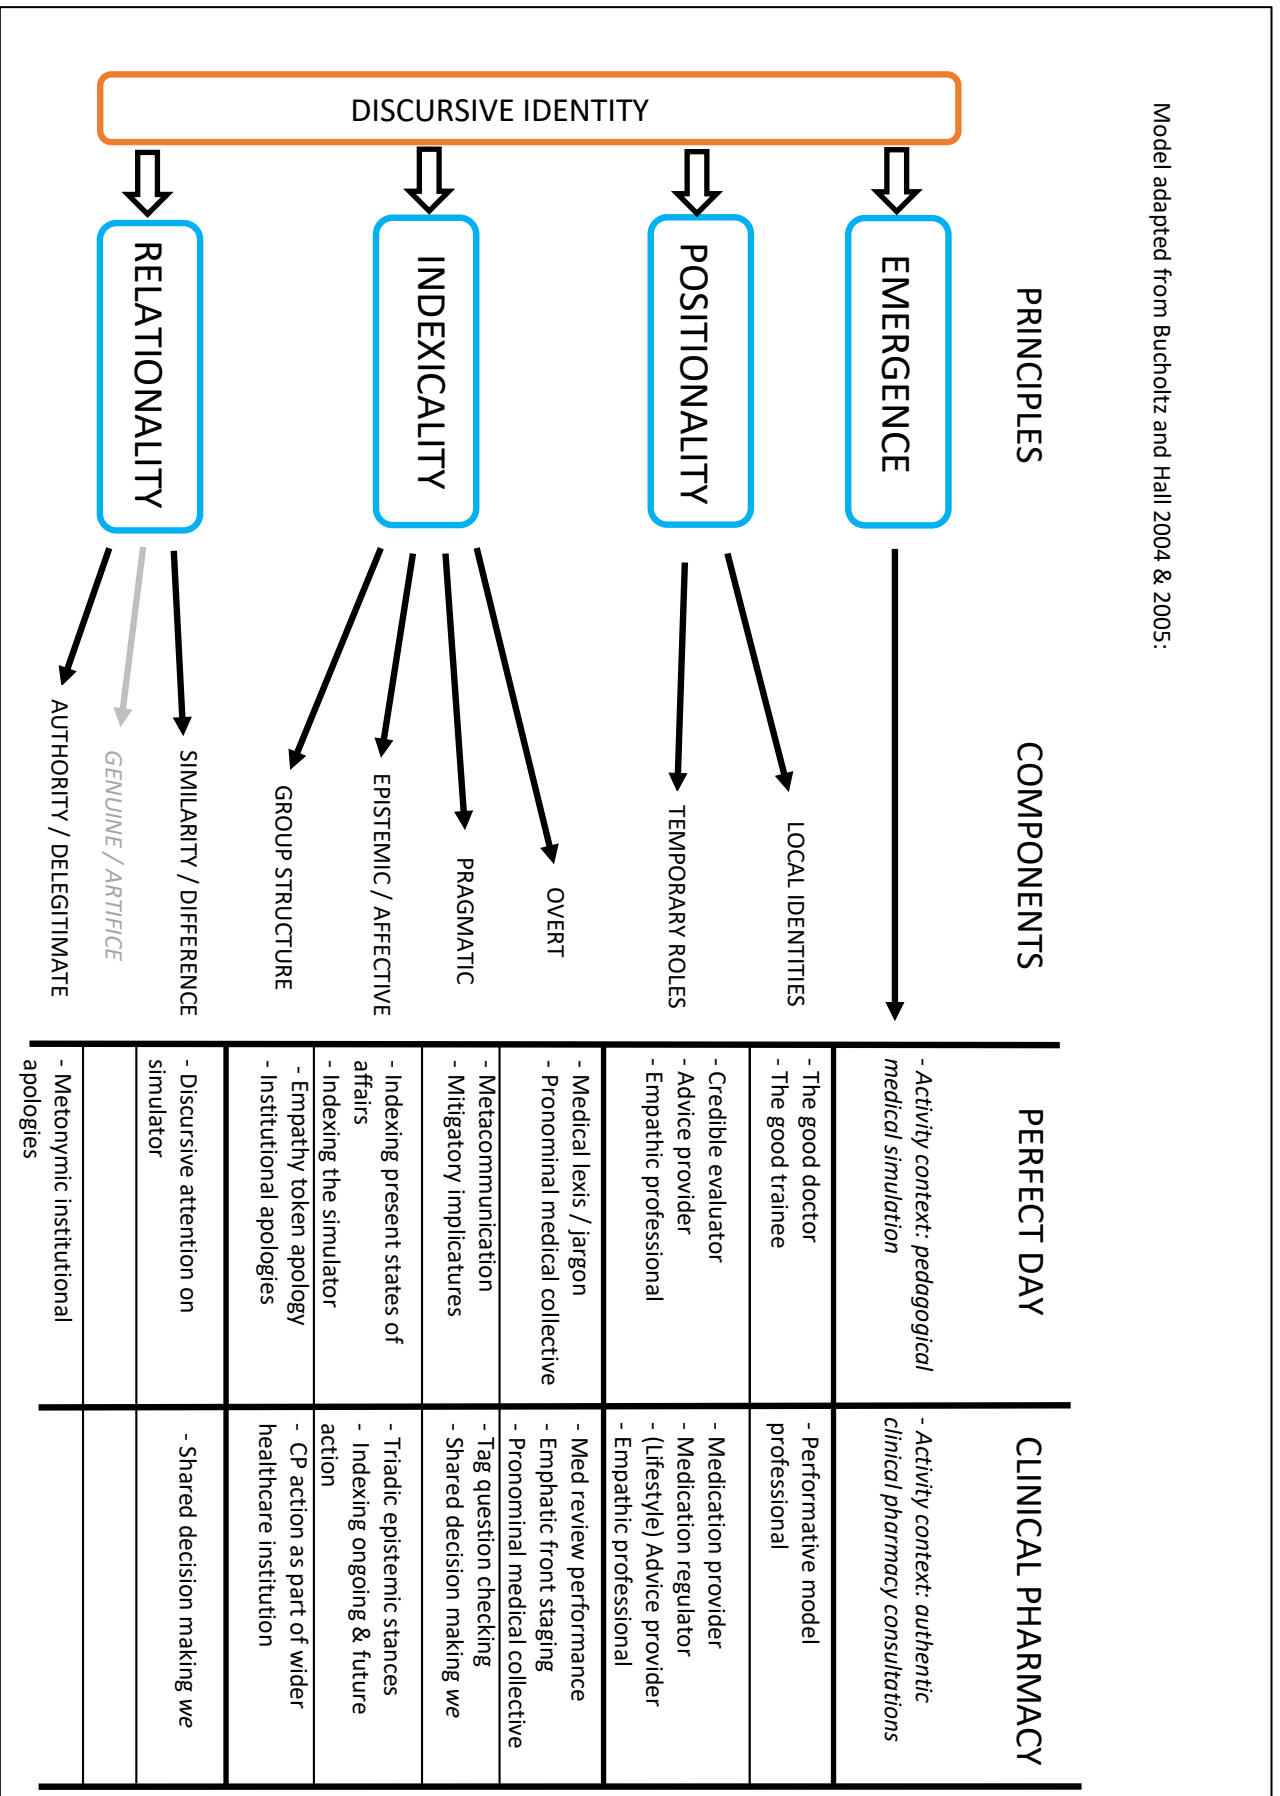 Model adapted from Bucholtz and Hall 2004 & 2005:
PRINCIPLES
COMPONENTS
PERFECT DAY
CLINICAL PHARMACY
DISCURSIVE IDENTITY
EMERGENCE
- Activity context: pedagogical
medical simulation
- Activity context: authentic
clinical pharmacy consultations
POSITIONALITY
LOCAL IDENTITIES
- The good doctor
- The good trainee
- Performative model
professional
TEMPORARY ROLES
- Credible evaluator
- Advice provider
- Empathic professional
- Medication provider
- Medication regulator
- (Lifestyle) Advice provider
- Empathic professional
INDEXICALITY
OVERT
- Medical lexis / jargon
- Pronominal medical collective
- Med review performance
- Emphatic front staging
- Pronominal medical collective
PRAGMATIC
- Metacommunication
- Mitigatory implicatures
- Tag question checking
- Shared decision making we
EPISTEMIC / AFFECTIVE
- Indexing present states of
affairs
- Indexing the simulator
- Triadic epistemic stances
- Indexing ongoing & future
action
GROUP STRUCTURE
- Empathy token apology
- Institutional apologies
- CP action as part of wider
healthcare institution
RELATIONALITY
SIMILARITY / DIFFERENCE
- Discursive attention on
simulator
- Shared decision making we
GENUINE / ARTIFICE
AUTHORITY / DELEGITIMATE
- Metonymic institutional
apologies